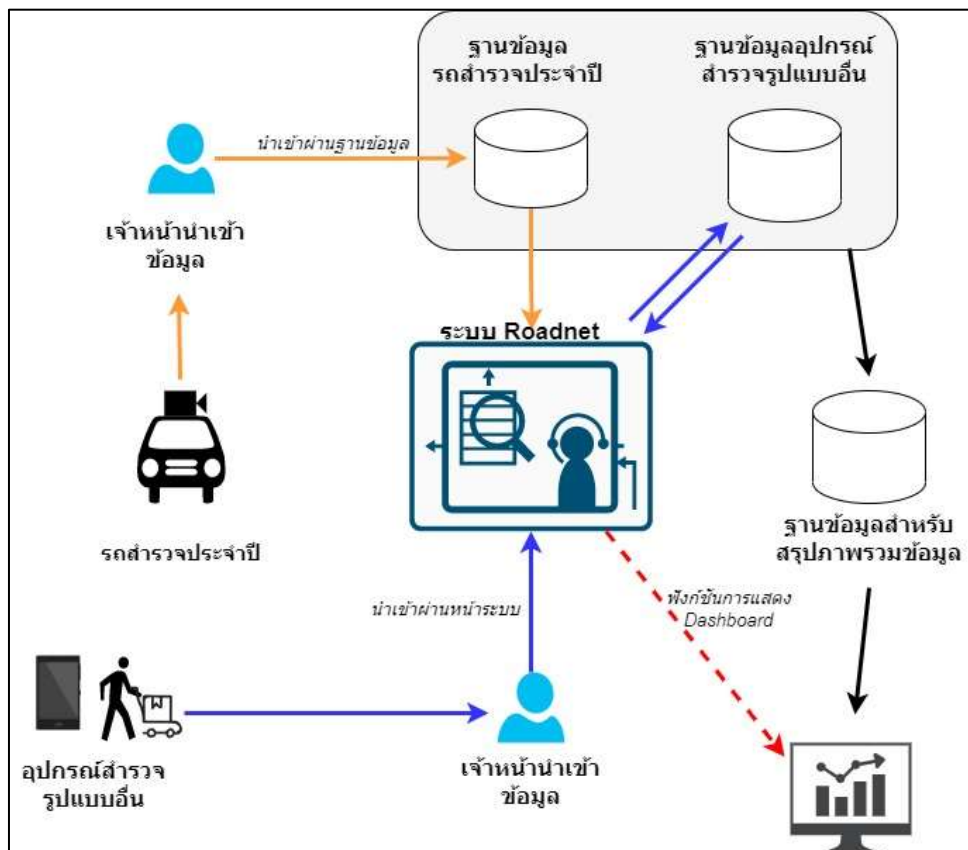 ฐานข้อมูล
รถสำรวจประจำปี
ฐานข้อมูลอุปกรณ์
สำรวจรูปแบบอื่น
นำเข้าผ่านฐานข้อมูล
เจ้าหน้านำเข้า
ข้อมูล
ระบบ Roadnet
รถสำรวจประจำปี
ฐานข้อมูลสำหรับ
สรุปภาพรวมข้อมูล
นำเข้าผ่านหน้าระบบ
ฟังก์ชันการแสดง
Dashboard
อุปกรณ์สำรวจ
รูปแบบอื่น
เจ้าหน้านำเข้า
ข้อมูล